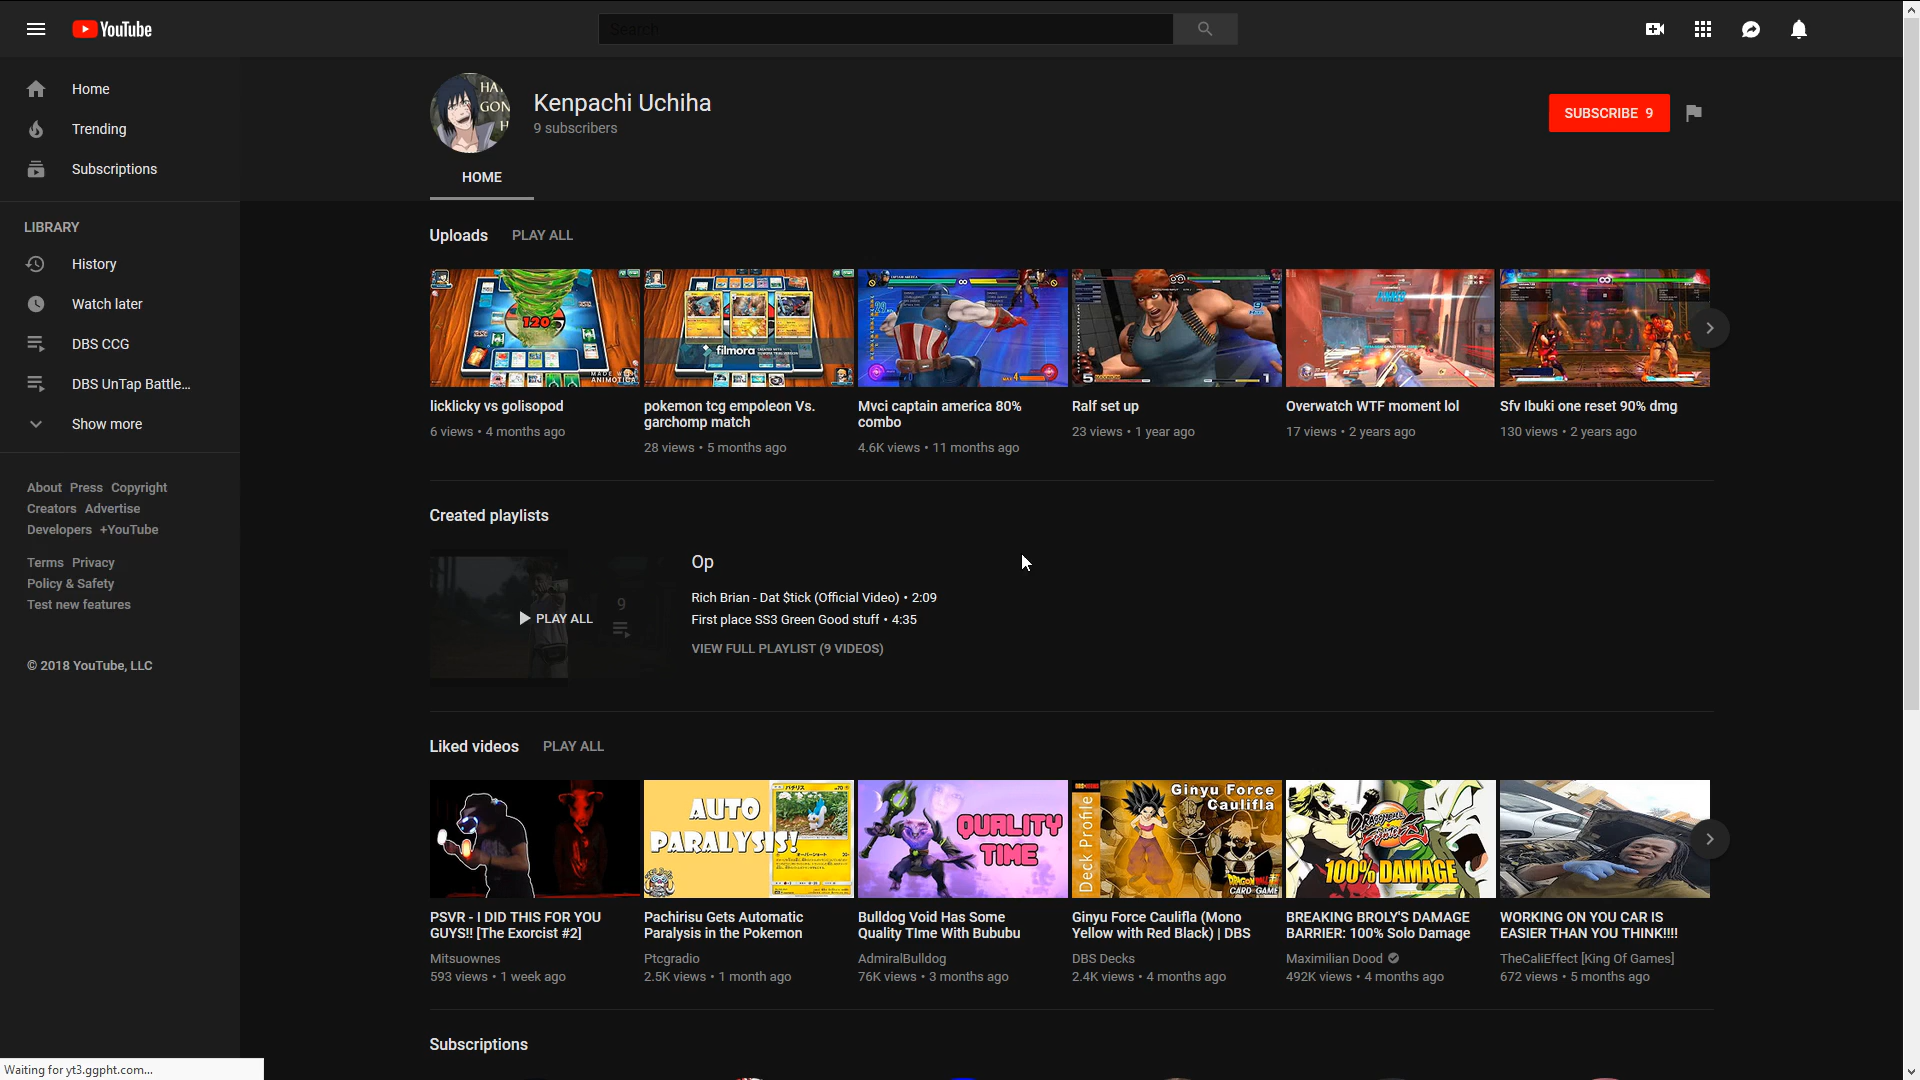 YouTube
Search
Home
Trending
Subscriptions
LIBRARY
History
Watch later
DBS CCG
DBS UnTap Battle...
Show more
About Press Copyright
Creators Advertise
Developers +YouTube
Terms Privacy
Policy & Safety
Test new features
© 2018 YouTube, LLC
Kenpachi Uchiha
9 subscribers
SUBSCRIBE 9
HOME
Uploads PLAY ALL
120
filmora
licklicky vs golisopod
6 views • 4 months ago
pokemon tcg empoleon Vs.
garchomp match
28 views • 5 months ago
Mvci captain america 80%
combo
4.6K views • 11 months ago
Ralf set up
23 views • 1 year ago
Overwatch WTF moment lol
17 views • 2 years ago
Sfv Ibuki one reset 90% dmg
130 views • 2 years ago
Created playlists
9
PLAY ALL
Op
Rich Brian - Dat $tick (Official Video) • 2:09
First place SS3 Green Good stuff • 4:35
VIEW FULL PLAYLIST (9 VIDEOS)
Liked videos PLAY ALL
AUTO
PARALYSIS!
QUALITY
TIME
Ginyu Force
Caulifla
Deck Profile
CARD GAME
100% DAMAGE
PSVR - I DID THIS FOR YOU
GUYS!! [The Exorcist #2]
Mitsuownes
593 views • 1 week ago
Pachirisu Gets Automatic
Paralysis in the Pokemon
Ptcgradio
2.5K views • 1 month ago
Bulldog Void Has Some
Quality TIme With Bububu
AdmiralBulldog
76K views • 3 months ago
Ginyu Force Caulifla (Mono
Yellow with Red Black) | DBS
DBS Decks
2.4K views • 4 months ago
BREAKING BROLY'S DAMAGE
BARRIER: 100% Solo Damage
Maximilian Dood
492K views • 4 months ago
WORKING ON YOU CAR IS
EASIER THAN YOU THINK!!!!
TheCaliEffect [King Of Games]
672 views • 5 months ago
Subscriptions
Waiting for yt3.ggpht.com...